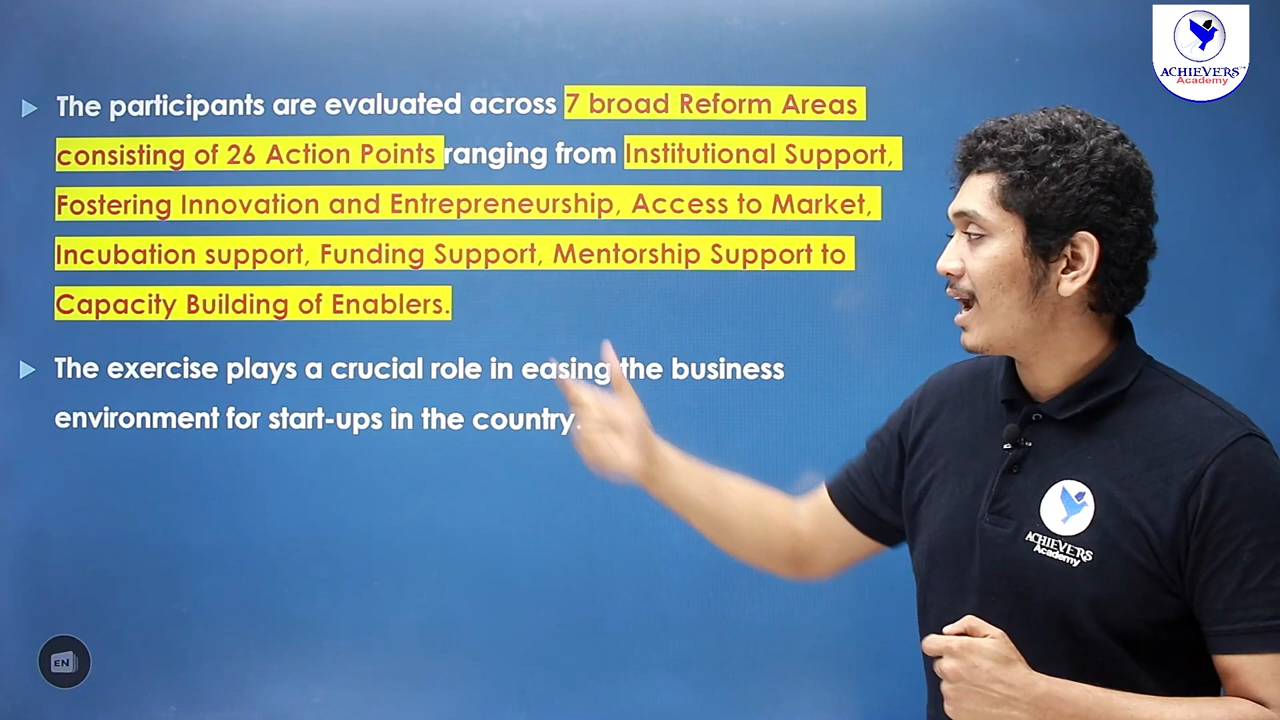 ACHIEVERS
Academy
The participants are evaluated across 7 broad Reform Areas
consisting of 26 Action Points ranging from Institutional Support,
Fostering Innovation and Entrepreneurship, Access to Market,
Incubation support, Funding Support, Mentorship Support to
Capacity Building of Enablers.
The exercise plays a crucial role in easing the business
environment for start-ups in the country.
ACHIEVERS
Academy
EN